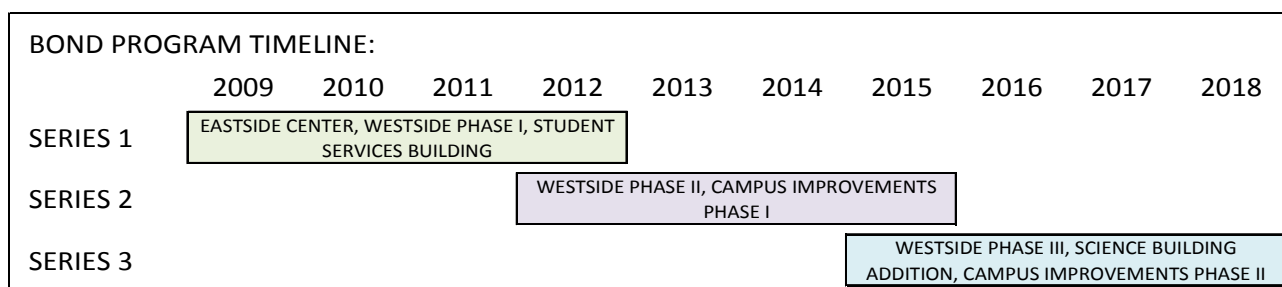 BOND PROGRAM TIMELINE:
2009 2010 2011 2012 2013 2014 2015 2016 2017 2018
SERIES 1
EASTSIDE CENTER, WESTSIDE PHASE I, STUDENT
SERVICES BUILDING
SERIES 2
WESTSIDE PHASE II, CAMPUS IMPROVEMENTS
PHASE I
SERIES 3
WESTSIDE PHASE III, SCIENCE BUILDING
ADDITION, CAMPUS IMPROVEMENTS PHASE II